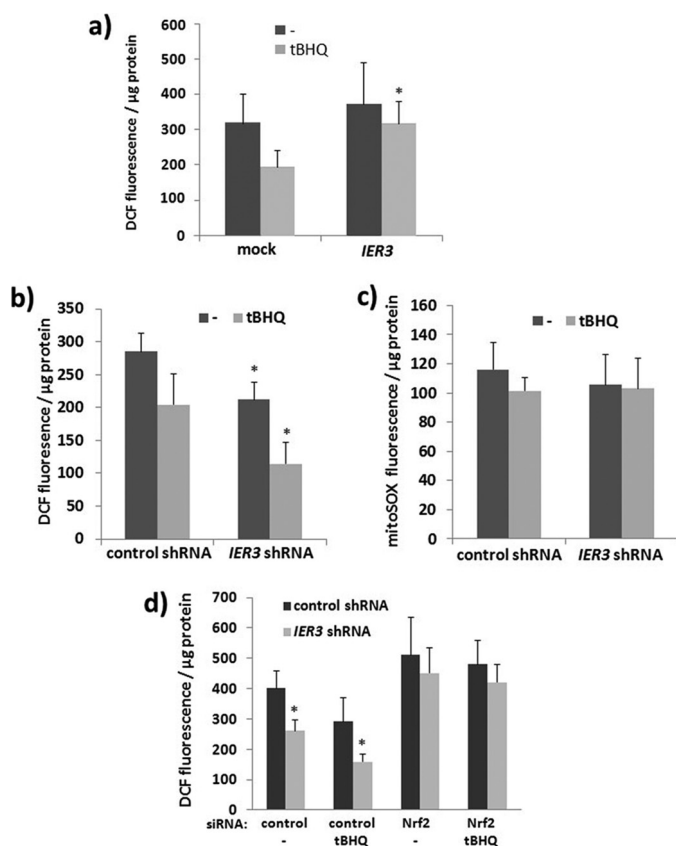 a)
DCF fluorescence / µg protein
600
500
400
300
200
100
0
-
tBHQ
*
mock
IER3
b)
DCF fluoresence / µg protein
350
300
250
200
150
100
50
0
- tBHQ
*
*
control shRNA
IER3 shRNA
c)
mitoSOX fluorescence / µg protein
160
140
120
100
80
60
40
20
0
- tBHQ
control shRNA
IER3 shRNA
d)
DCF fluorescence / µg protein
700
600
500
400
300
200
100
0
control shRNA
IER3 shRNA
*
*
siRNA: control control Nrf2 Nrf2
- tBHQ - tBHQ